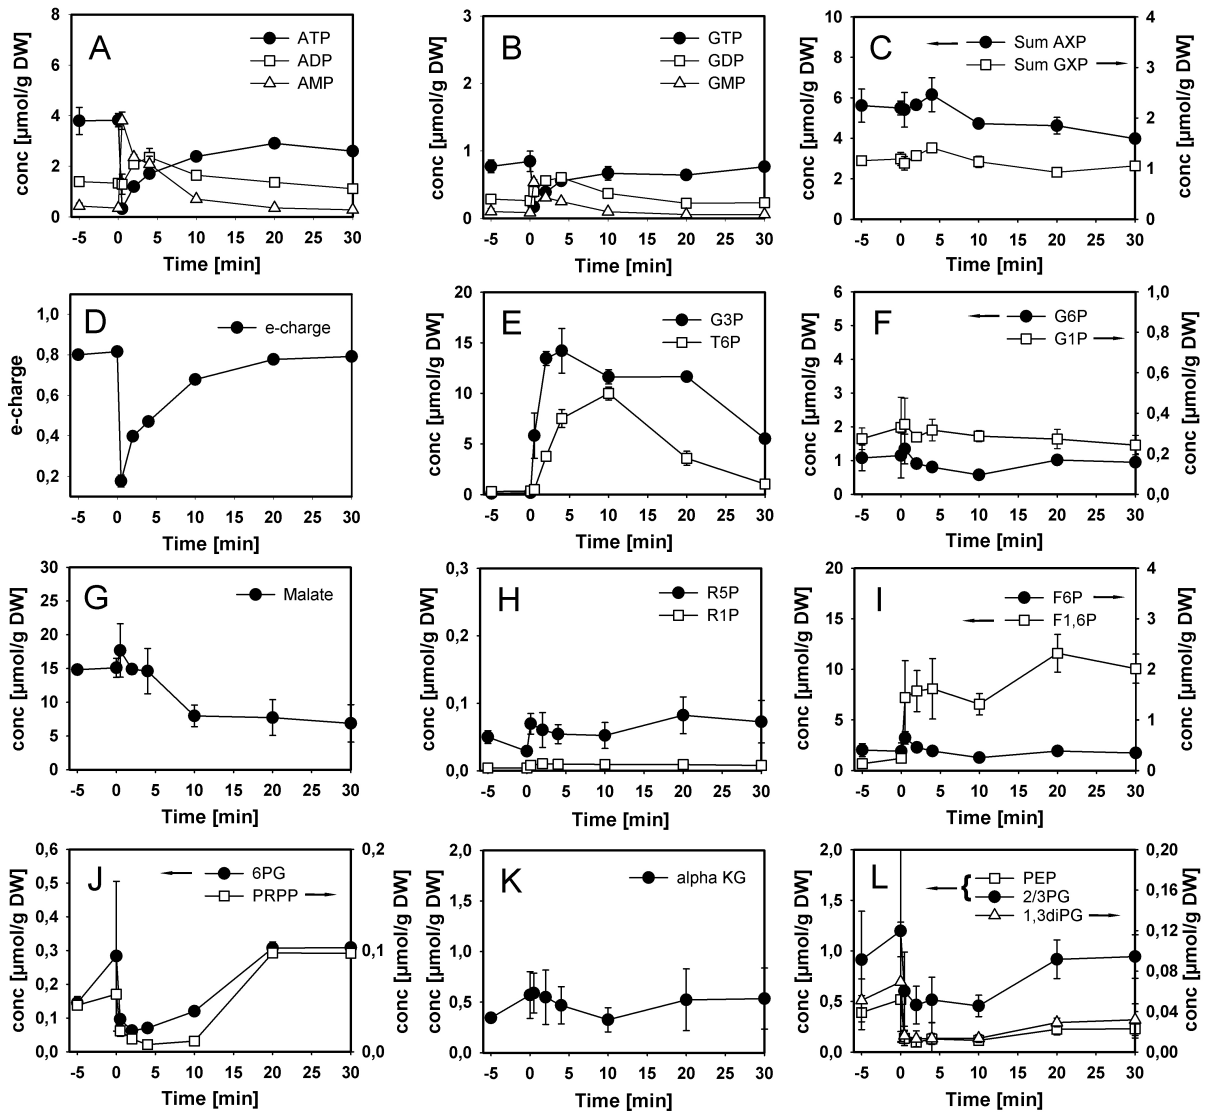 A
ATP
ADP
AMP
conc [µmol/g DW]
8
6
4
2
0
-5 0 5 10 15 20 25 30
Time [min]
B
GTP
GDP
GMP
conc [µmol/g DW]
3
2
1
0
-5 0 5 10 15 20 25 30
Time [min]
C
Sum AXP
Sum GXP
conc [µmol/g DW]
10
8
6
4
2
0
4
3
2
1
0
conc [µmol/g DW]
-5 0 5 10 15 20 25 30
Time [min]
D
e-charge
e-charge
1,0
0,8
0,6
0,4
0,2
-5 0 5 10 15 20 25 30
Time [min]
E
G3P
T6P
conc [µmol/g DW]
20
15
10
5
0
-5 0 5 10 15 20 25 30
Time [min]
F
G6P
G1P
conc [µmol/g DW]
6
5
4
3
2
1
0
1,0
0,8
0,6
0,4
0,2
0,0
conc [µmol/g DW]
-5 0 5 10 15 20 25 30
Time [min]
G
Malate
conc [µmol/g DW]
30
25
20
15
10
5
0
-5 0 5 10 15 20 25 30
Time [min]
H
R5P
R1P
conc [µmol/g DW]
0,3
0,2
0,1
0,0
-5 0 5 10 15 20 25 30
Time [min]
I
F6P
F1,6P
conc [µmol/g DW]
20
15
10
5
0
4
3
2
1
0
conc [µmol/g DW]
-5 0 5 10 15 20 25 30
Time [min]
J
6PG
PRPP
conc [µmol/g DW]
0,6
0,5
0,4
0,3
0,2
0,1
0,0
0,2
0,1
0,0
conc [µmol/g DW]
-5 0 5 10 15 20 25 30
Time [min]
K
alpha KG
conc [µmol/g DW]
2,0
1,5
1,0
0,5
0,0
-5 0 5 10 15 20 25 30
Time [min]
L
PEP
2/3PG
1,3diPG
conc [µmol/g DW]
2,0
1,5
1,0
0,5
0,0
0,20
0,16
0,12
0,08
0,04
0,00
conc [µmol/g DW]
-5 0 5 10 15 20 25 30
Time [min]